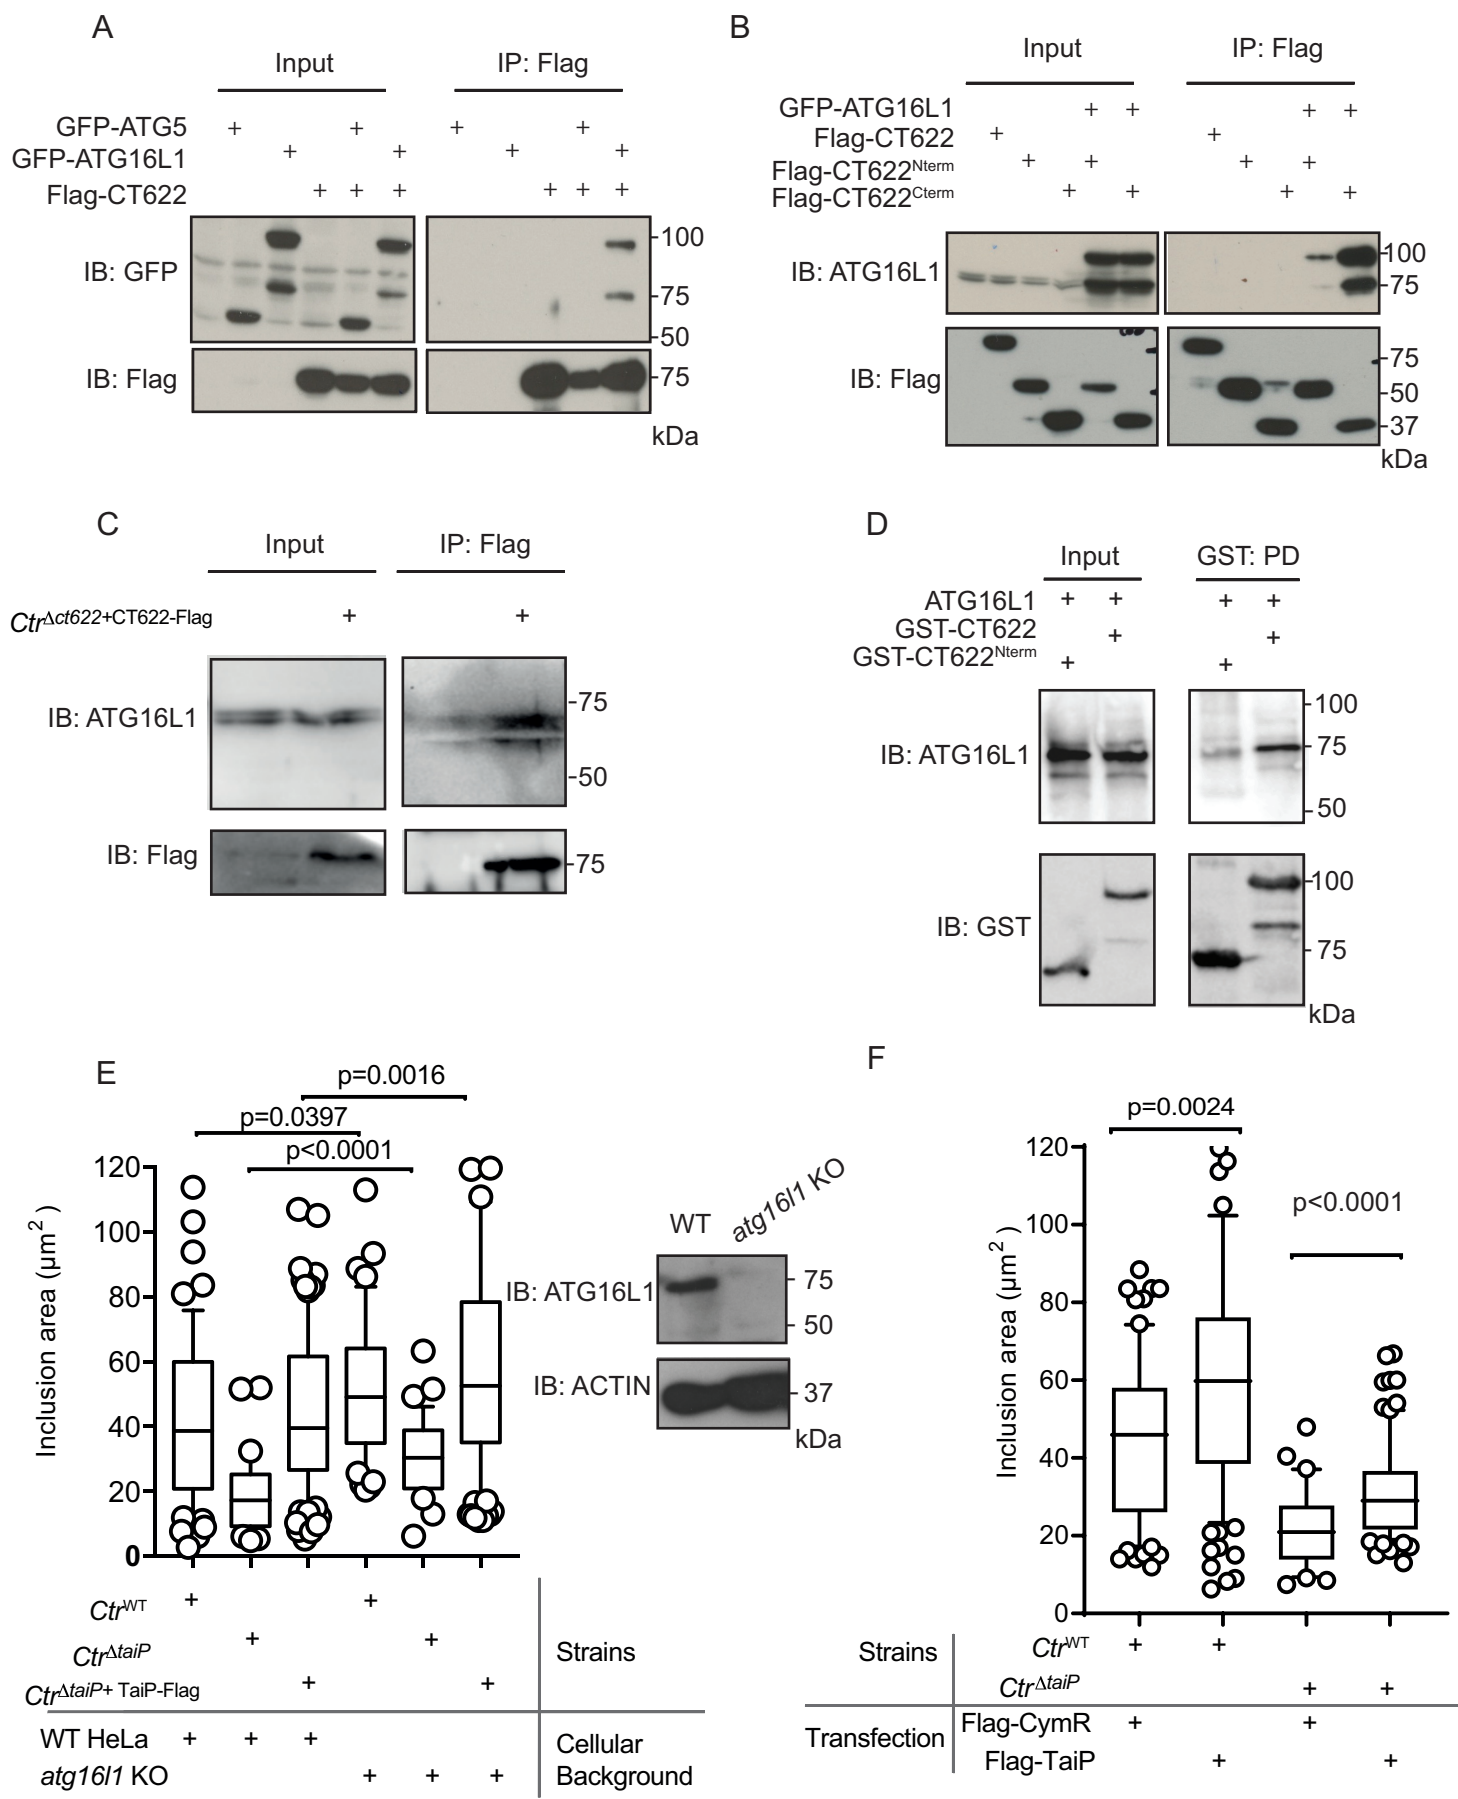 A
Input
IP: Flag
GFP-ATG5 + + + +
GFP-ATG16L1 + + + +
Flag-CT622 + + + + + +
IB: GFP
-100
-75
-50
IB: Flag
-75
kDa
B
Input
IP: Flag
GFP-ATG16L1 + + + +
Flag-CT622 + +
Flag-CT622Nterm + + + +
Flag-CT622Cterm + + + +
IB: ATG16L1
-100
-75
IB: Flag
-75
-50
-37
kDa
C
Input
IP: Flag
CtrΔct622+CT622-Flag + +
IB: ATG16L1
-75
-50
IB: Flag
-75
D
Input
GST: PD
ATG16L1 + + + +
GST-CT622 + +
GST-CT622Nterm + +
IB: ATG16L1
-100
-75
-50
IB: GST
-100
-75
kDa
E
p=0.0016
p=0.0397
p<0.0001
Inclusion area (µm2)
120
100
80
60
40
20
0
CtrWT + +
CtrΔtaiP + +
CtrΔtaiP+ TaiP-Flag + +
Strains
WT HeLa + + +
atg16l1 KO + + +
Cellular
Background
WT
atg16l1 KO
IB: ATG16L1
75
50
IB: ACTIN
37
kDa
F
p=0.0024
p<0.0001
Inclusion area (µm2)
120
100
80
60
40
20
0
Strains
CtrWT + +
CtrΔtaiP + +
Transfection
Flag-CymR + +
Flag-TaiP + +